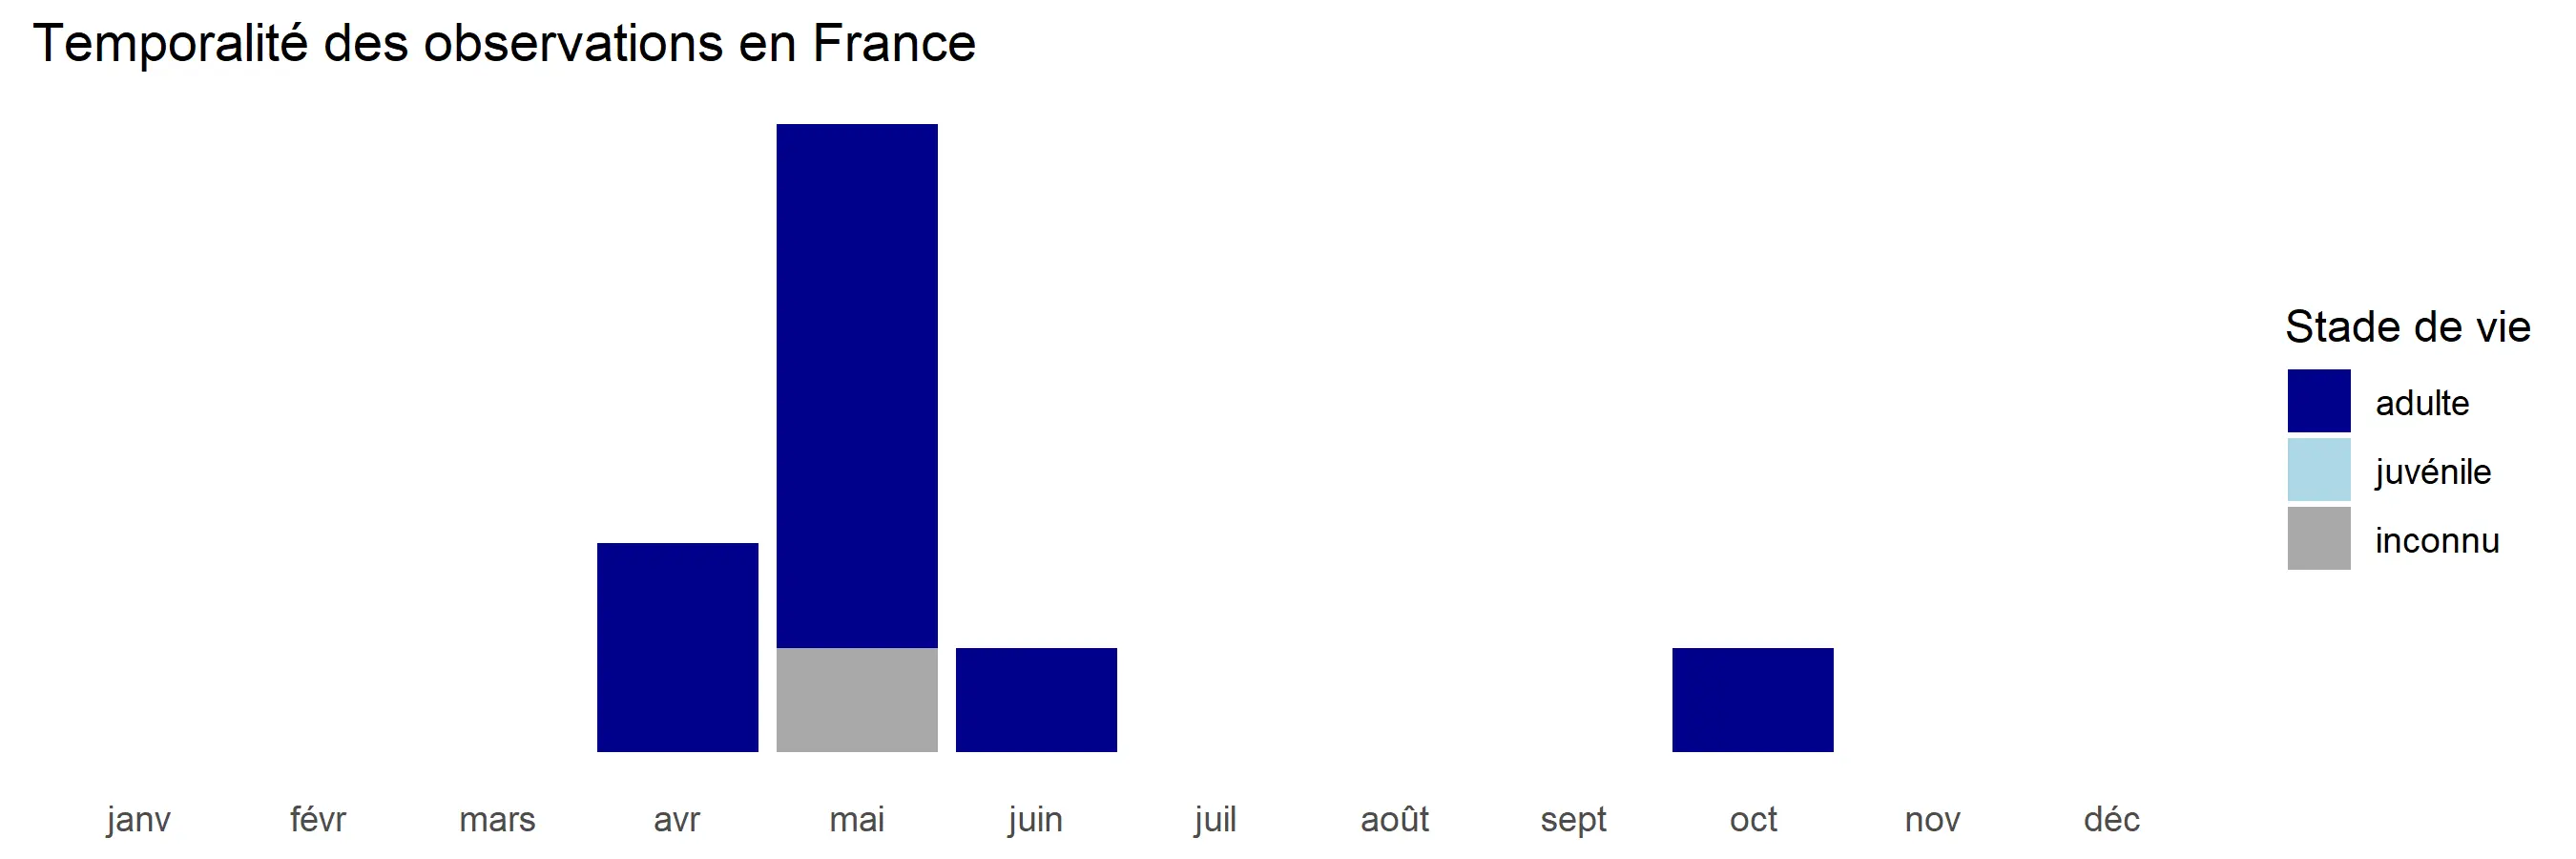 Temporalité des observations en France
Stade de vie
adulte
juvénile
inconnu
janv févr mars avr mai juin juil août sept oct nov déc